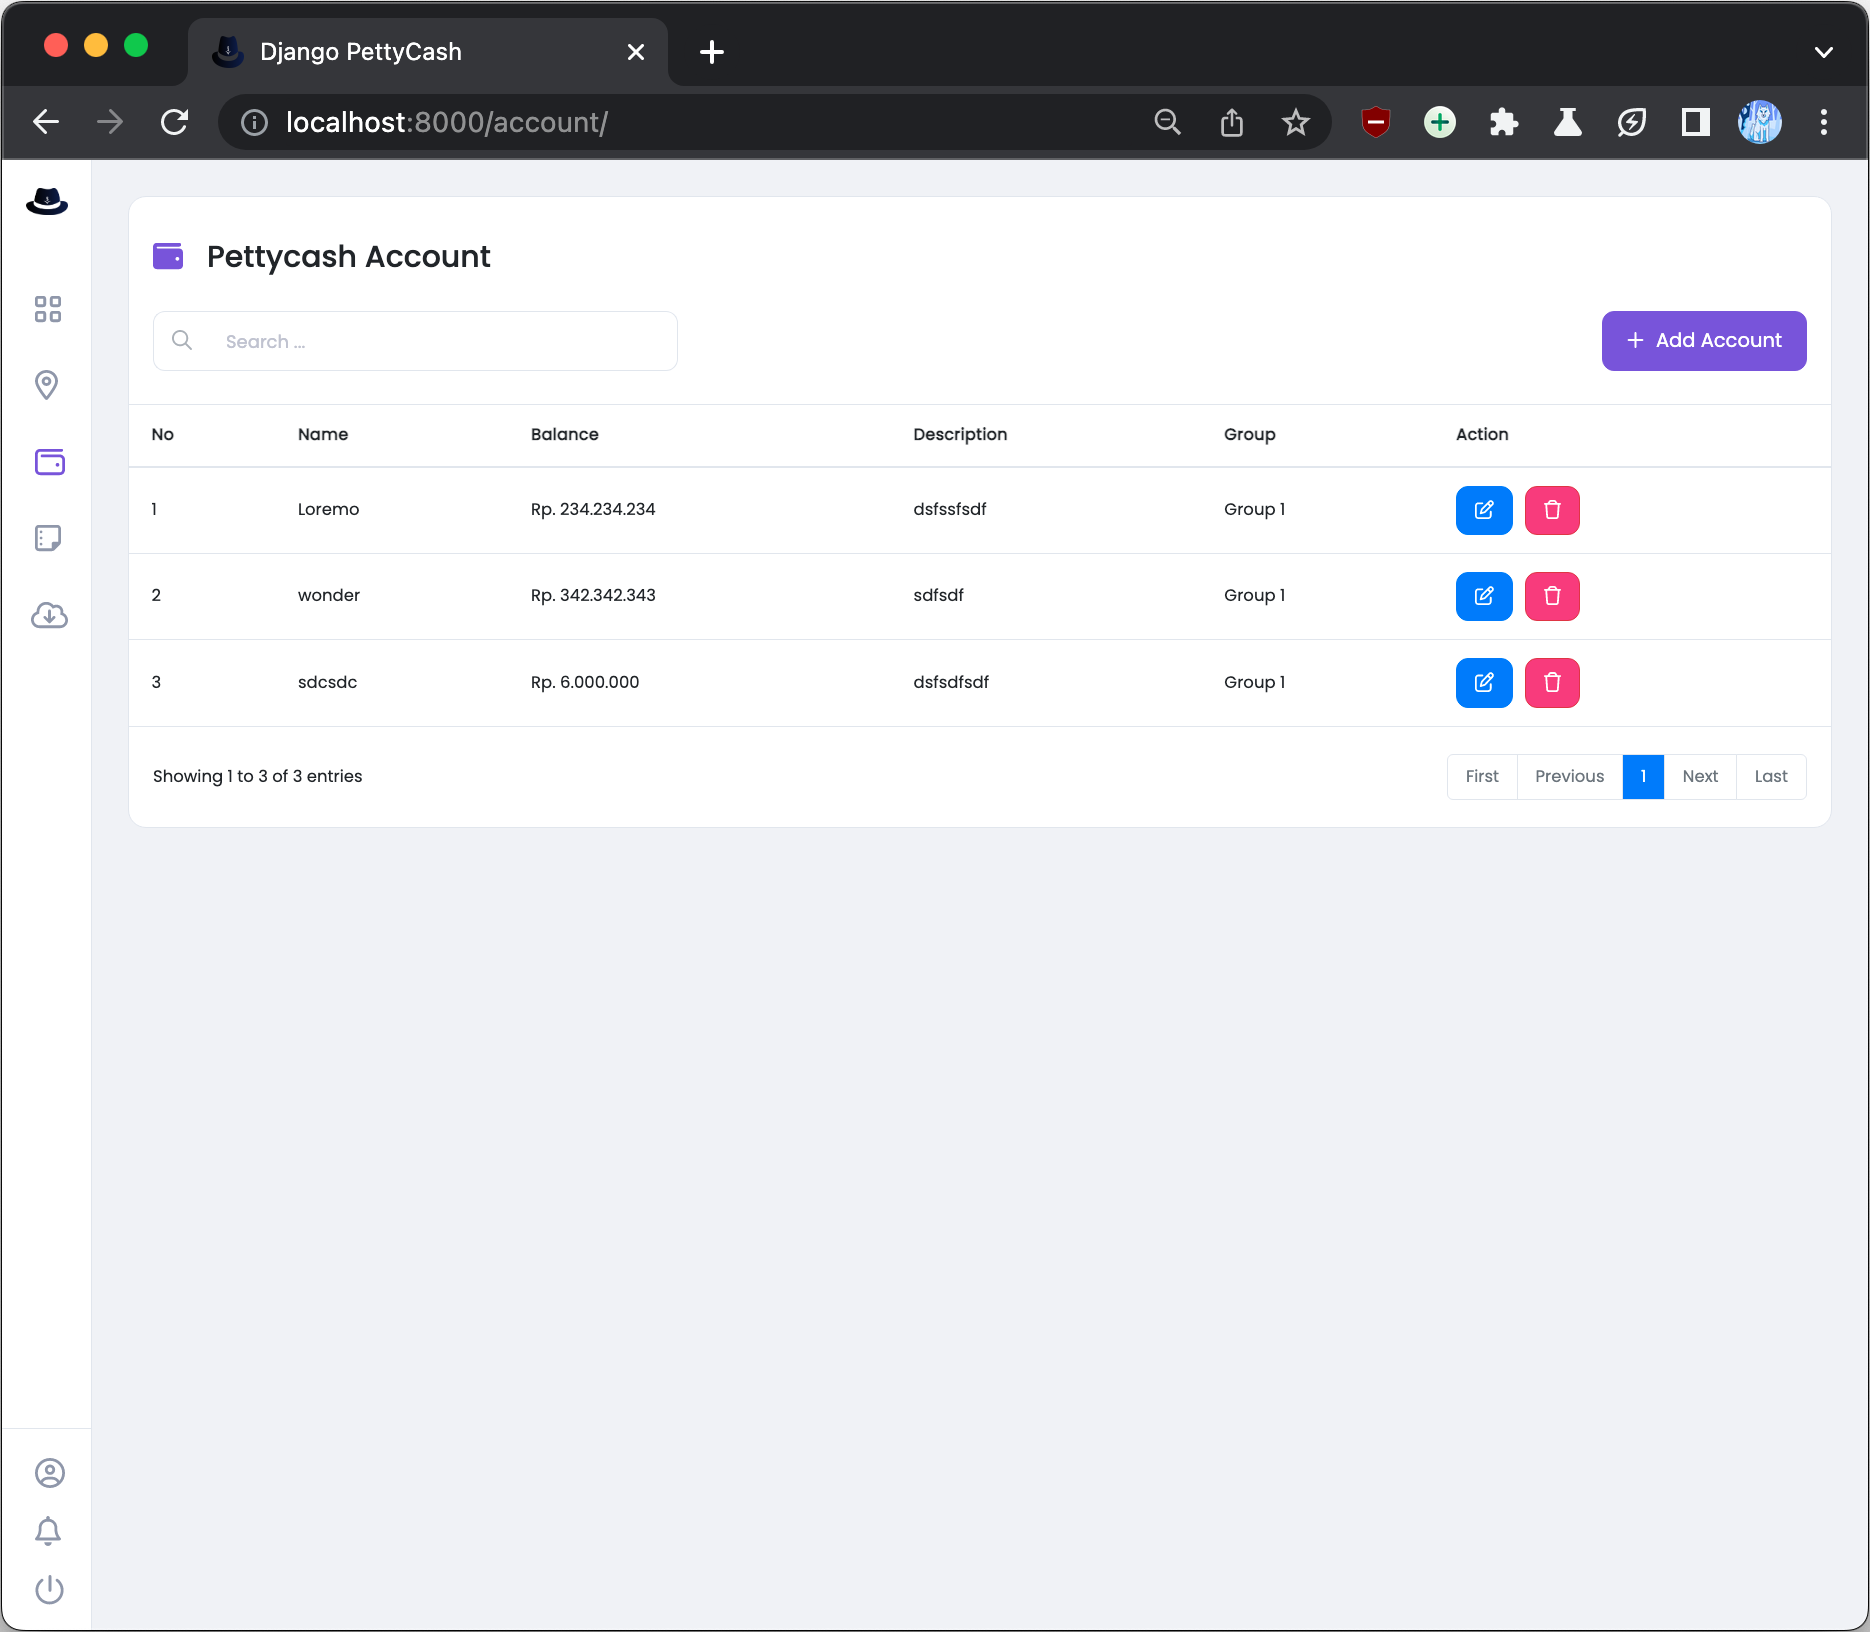 Django PettyCash
localhost:8000/account/
Pettycash Account
Search ...
Add Account
No Name Balance Description Group Action
1 Loremo Rp. 234.234.234 dsfssfsdf Group 1
2 wonder Rp. 342.342.343 sdfsdf Group 1
3 sdcsdc Rp. 6.000.000 dsfsdfsdf Group 1
Showing 1 to 3 of 3 entries
First Previous 1 Next Last